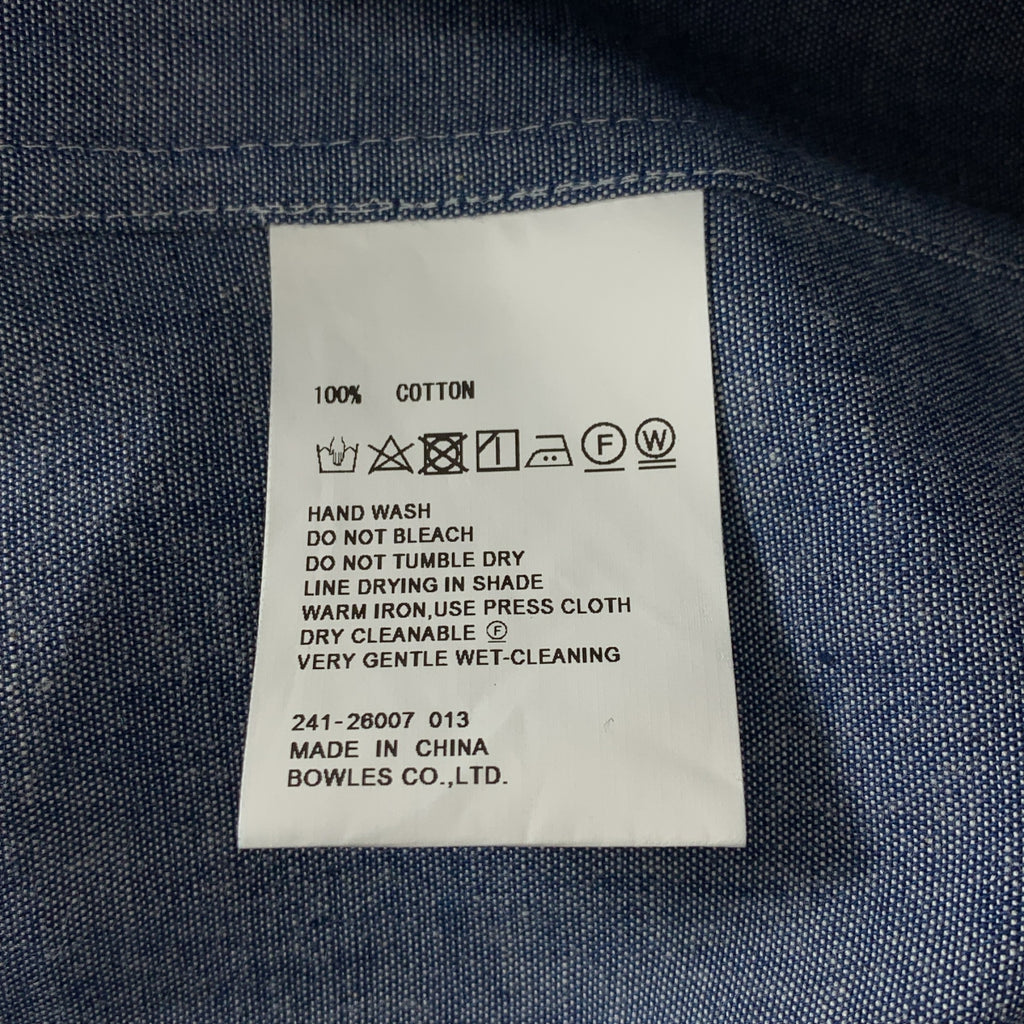 100% COTTON
F W
HAND WASH
DO NOT BLEACH
DO NOT TUMBLE DRY
LINE DRYING IN SHADE
WARM IRON,USE PRESS CLOTH
DRY CLEANABLE Ⓕ
VERY GENTLE WET-CLEANING
241-26007 013
MADE IN CHINA
BOWLES CO.,LTD.